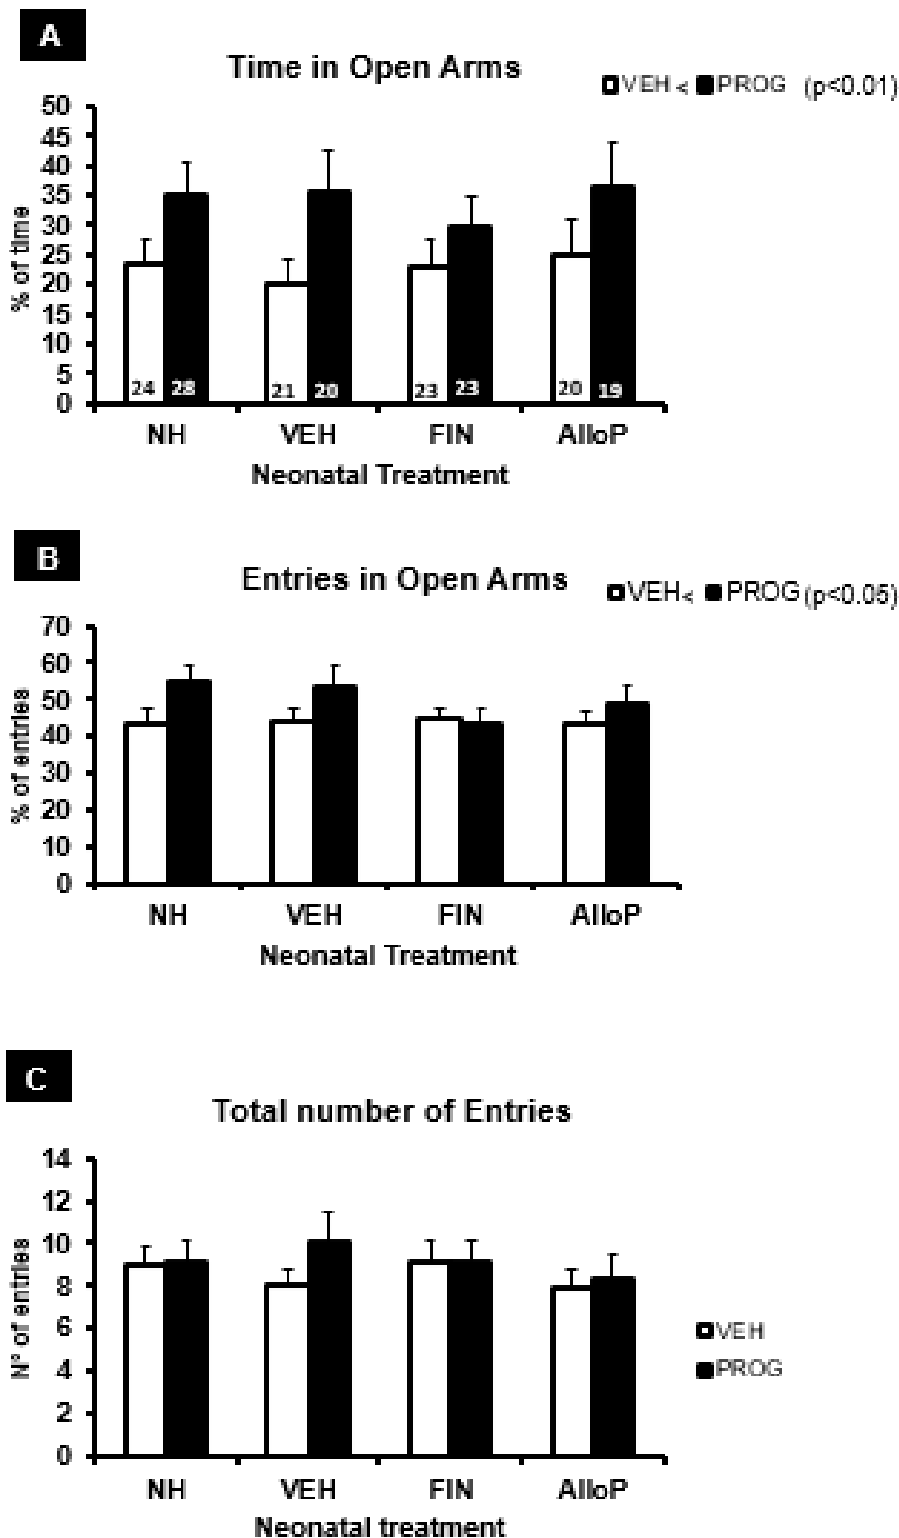 A
Time in Open Arms
VEH < PROG (p<0.01)
50
45
40
35
30
25
20
15
10
5
0
% of time
24 28 21 20 23 23 20 19
NH VEH FIN AlloP
Neonatal Treatment
B
Entries in Open Arms
VEH< PROG (p<0.05)
70
60
50
40
30
20
10
0
% of entries
NH VEH FIN AlloP
Neonatal Treatment
C
Total number of Entries
14
12
10
8
6
4
2
0
N° of entries
VEH
PROG
NH VEH FIN AlloP
Neonatal treatment